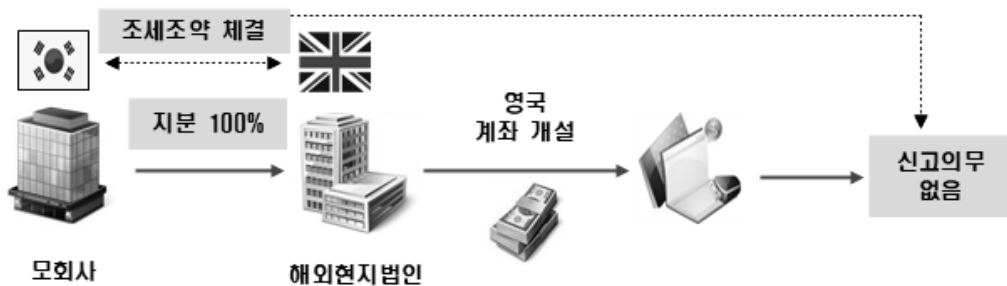 조세조약 체결
지분 100%
영국
계좌 개설
신고의무
없음
모회사
해외현지법인